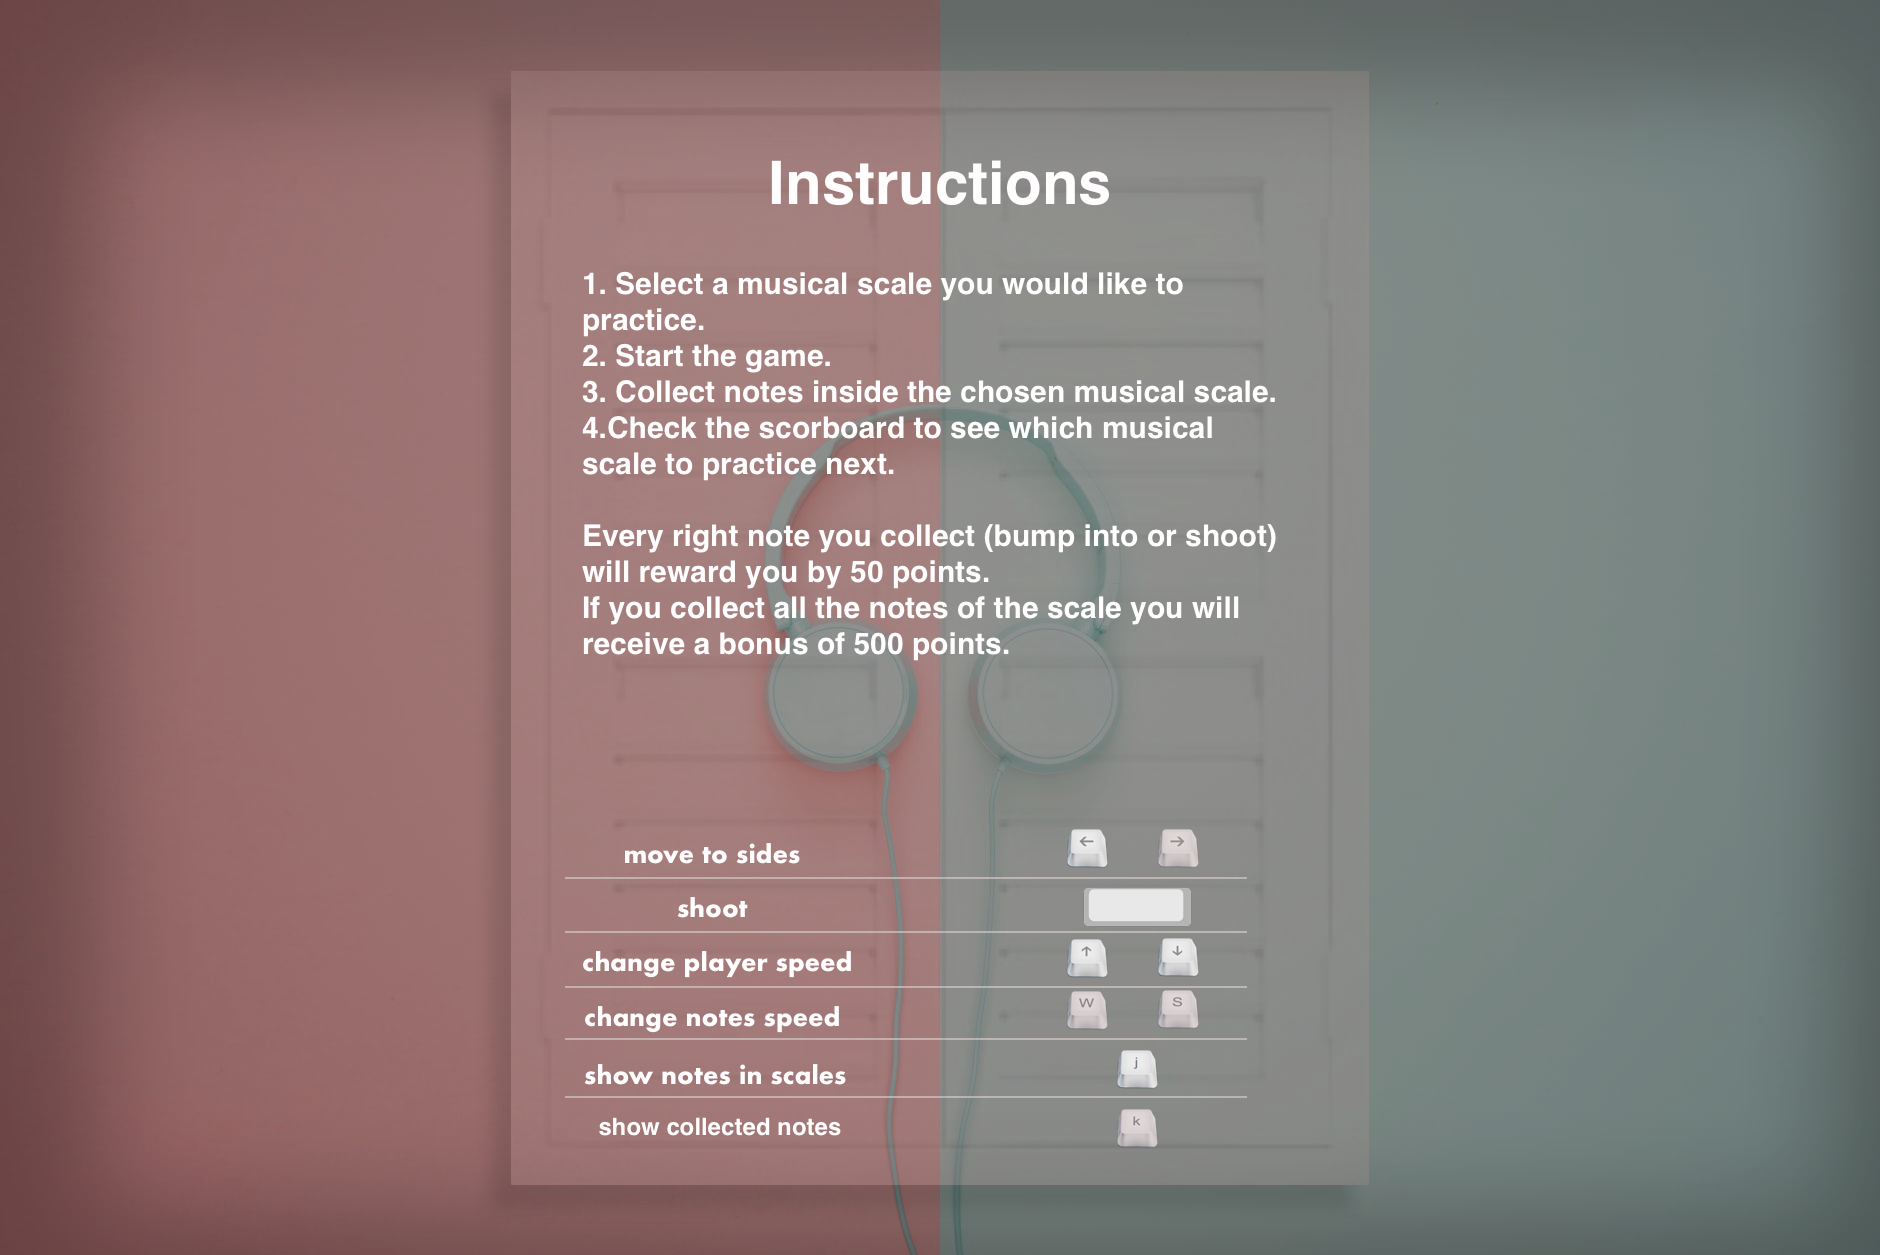 Instructions
1. Select a musical scale you would like to
practice.
2. Start the game.
3. Collect notes inside the chosen musical scale.
4.Check the scorboard to see which musical
scale to practice next.
Every right note you collect (bump into or shoot)
will reward you by 50 points.
If you collect all the notes of the scale you will
receive a bonus of 500 points.
move to sides ← →
shoot
change player speed ↑ ↓
change notes speed W S
show notes in scales j
show collected notes k